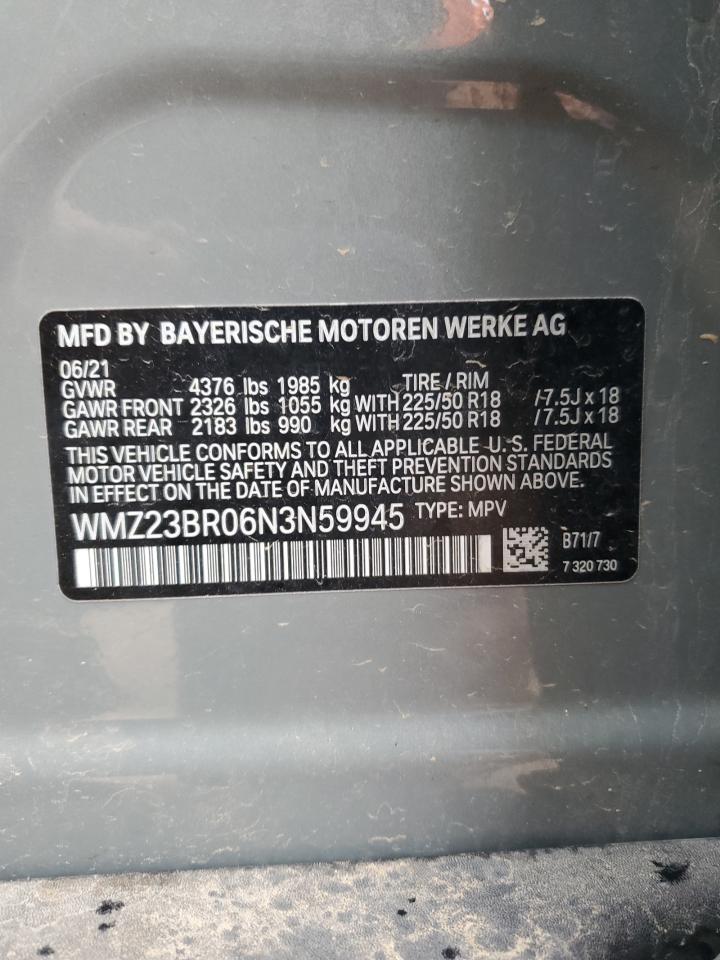 MFD BY BAYERISCHE MOTOREN WERKE AG
06/21
GVWR 4376 lbs 1985 kg TIRE / RIM
GAWR FRONT 2326 lbs 1055 kg WITH 225/50 R18 /7.5J x 18
GAWR REAR 2183 lbs 990 kg WITH 225/50 R18 /7.5J x 18
THIS VEHICLE CONFORMS TO ALL APPLICABLE U. S. FEDERAL
MOTOR VEHICLE SAFETY AND THEFT PREVENTION STANDARDS
IN EFFECT ON THE DATE OF MANUFACTURE SHOWN ABOVE.
WMZ23BR06N3N59945 TYPE: MPV
B71/7
7 320 730